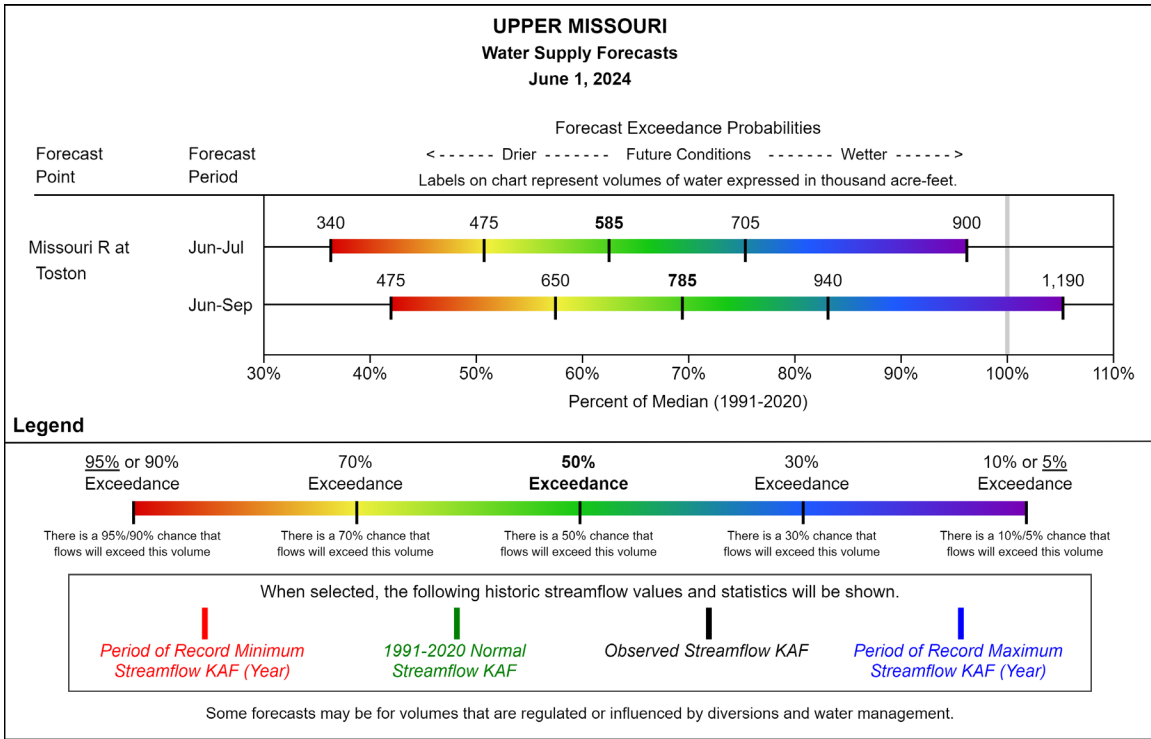 UPPER MISSOURI
Water Supply Forecasts
June 1, 2024
Forecast Exceedance Probabilities
Forecast Point
Forecast Period
<------ Drier ------- Future Conditions ------- Wetter ------>
Labels on chart represent volumes of water expressed in thousand acre-feet.
Missouri R at
Toston
Jun-Jul
340 475 585 705 900
Jun-Sep
475 650 785 940 1,190
30% 40% 50% 60% 70% 80% 90% 100% 110%
Percent of Median (1991-2020)
Legend
95% or 90%
Exceedance
There is a 95%/90% chance that
flows will exceed this volume
70%
Exceedance
There is a 70% chance that
flows will exceed this volume
50%
Exceedance
There is a 50% chance that
flows will exceed this volume
30%
Exceedance
There is a 30% chance that
flows will exceed this volume
10% or 5%
Exceedance
There is a 10%/5% chance that
flows will exceed this volume
When selected, the following historic streamflow values and statistics will be shown.
Period of Record Minimum
Streamflow KAF (Year)
1991-2020 Normal
Streamflow KAF
Observed Streamflow KAF
Period of Record Maximum
Streamflow KAF (Year)
Some forecasts may be for volumes that are regulated or influenced by diversions and water management.